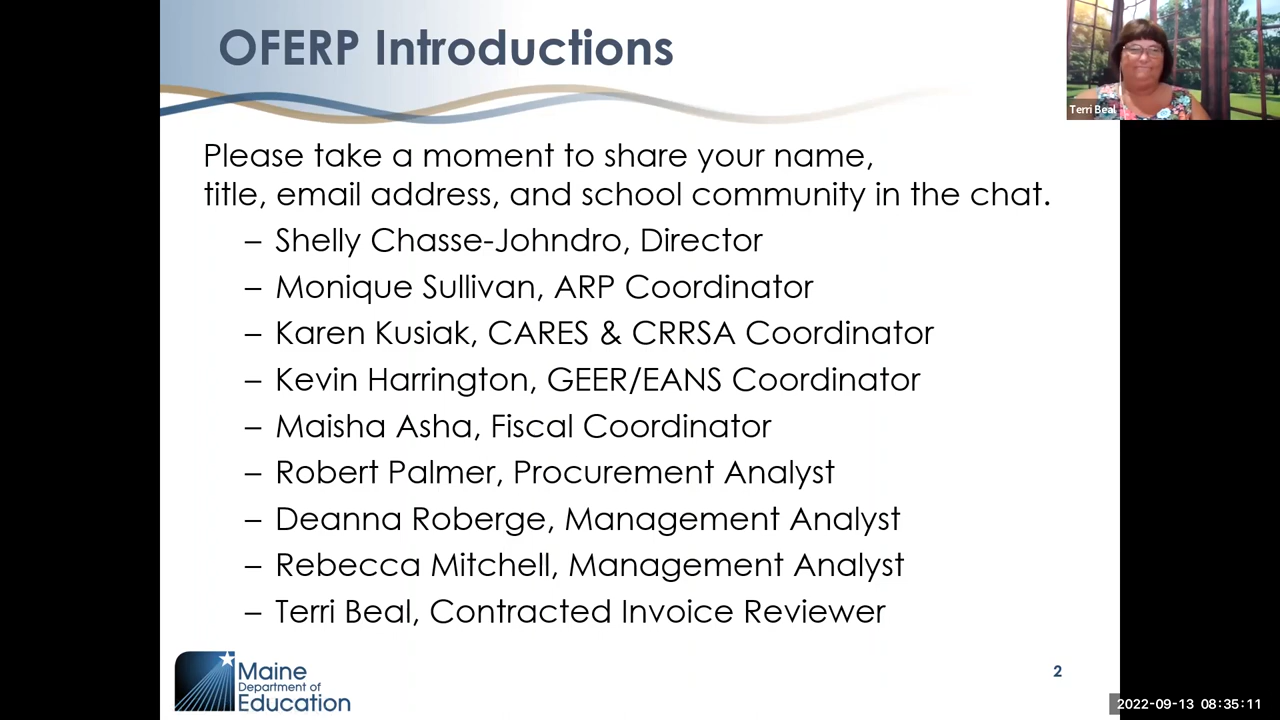 OFERP Introductions
Terri Beal
Please take a moment to share your name,
title, email address, and school community in the chat.
– Shelly Chasse-Johndro, Director
– Monique Sullivan, ARP Coordinator
– Karen Kusiak, CARES & CRRSA Coordinator
– Kevin Harrington, GEER/EANS Coordinator
– Maisha Asha, Fiscal Coordinator
– Robert Palmer, Procurement Analyst
– Deanna Roberge, Management Analyst
– Rebecca Mitchell, Management Analyst
– Terri Beal, Contracted Invoice Reviewer
Maine
Department of
Education
2
2022-09-13 08:35:11